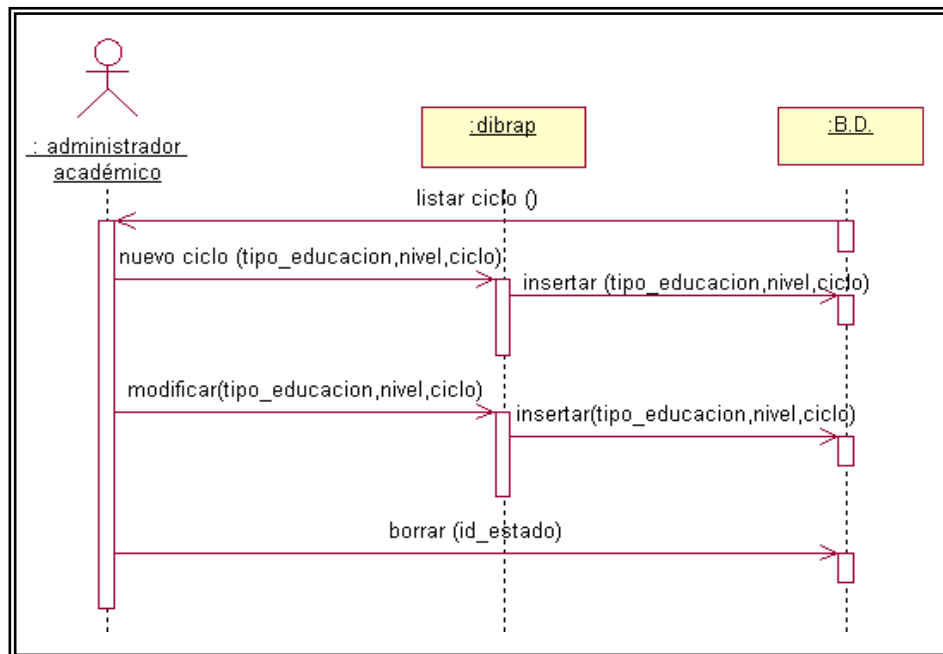 : administrador
académico
:dibrap
:B.D.
listar ciclo ()
nuevo ciclo (tipo_educacion,nivel,ciclo)
insertar (tipo_educacion,nivel,ciclo)
modificar(tipo_educacion,nivel,ciclo)
insertar(tipo_educacion,nivel,ciclo)
borrar (id_estado)